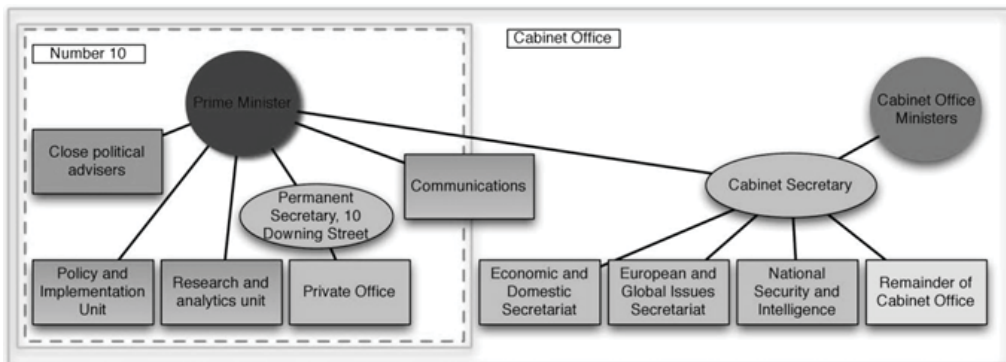 Number 10
Cabinet Office
Prime Minister
Cabinet Office
Ministers
Close political
advisers
Communications
Cabinet Secretary
Permanent
Secretary, 10
Downing Street
Policy and
Implementation
Unit
Research and
analytics unit
Private Office
Economic and
Domestic
Secretariat
European and
Global Issues
Secretariat
National
Security and
Intelligence
Remainder of
Cabinet Office